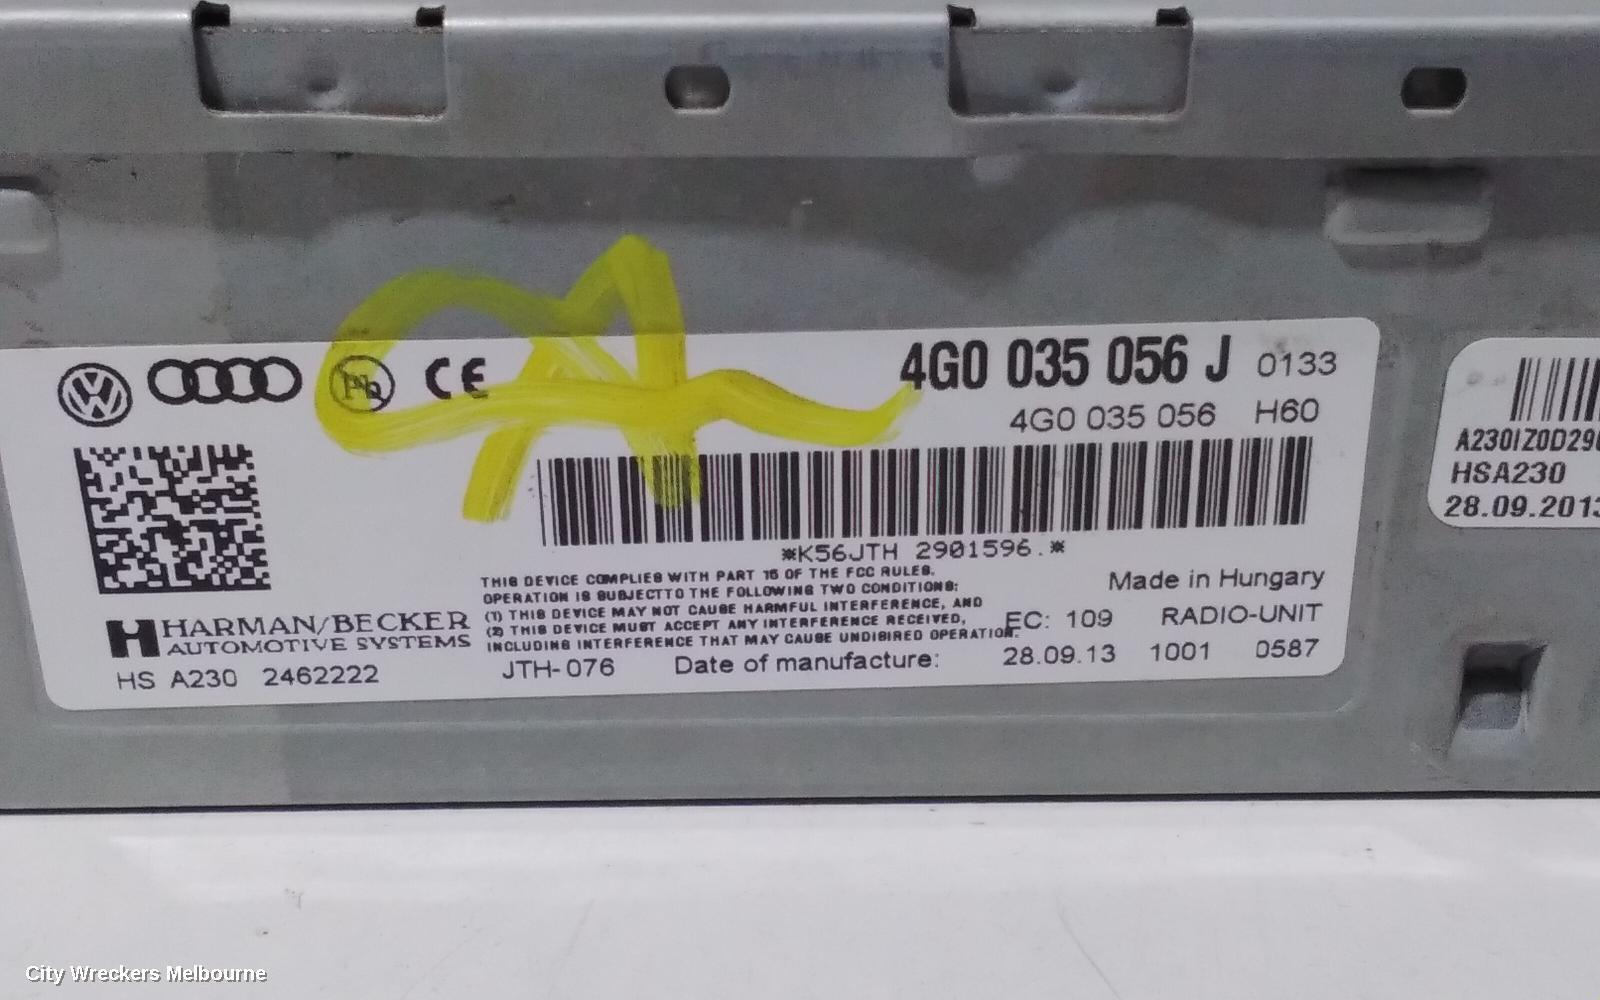 4G0 035 056 J 0133
4G0 035 056 H60
*K56JTH 2901596.*
THIS DEVICE COMPLIES WITH PART 15 OF THE FCC RULES.
OPERATION IS SUBJECTTO THE FOLLOWING TWO CONDITIONS:
(1) THIS DEVICE MAY NOT CAUSE HARMFUL INTERFERENCE, AND
(2) THIS DEVICE MUST ACCEPT ANY INTERFERENCE RECEIVED,
INCLUDING INTERFERENCE THAT MAY CAUSE UNDISIRED OPERATION.
Made in Hungary
EC: 109 RADIO-UNIT
HARMAN/BECKER
AUTOMOTIVE SYSTEMS
HS A230 2462222
JTH-076 Date of manufacture: 28.09.13 1001 0587
HSA230
City Wreckers Melbourne